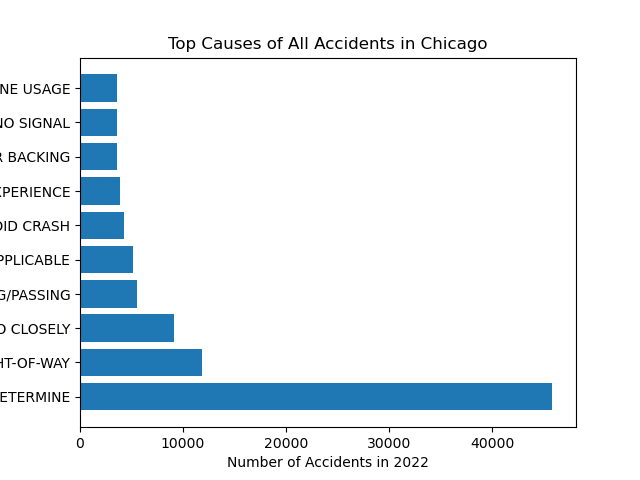 Top Causes of All Accidents in Chicago
NE USAGE
NO SIGNAL
R BACKING
XPERIENCE
OID CRASH
PPLICABLE
G/PASSING
O CLOSELY
HT-OF-WAY
ETERMINE
0 10000 20000 30000 40000
Number of Accidents in 2022